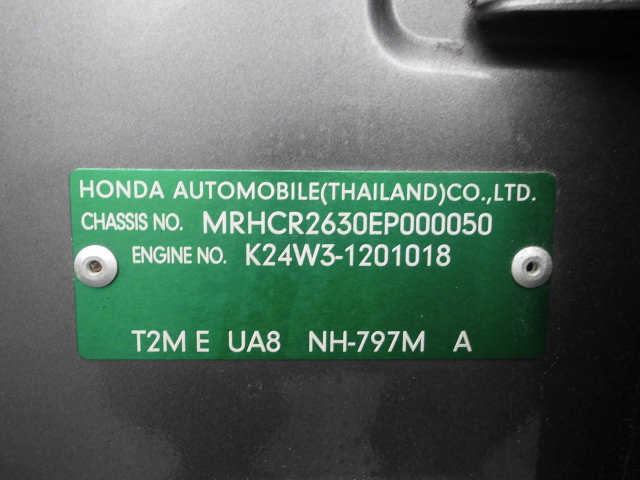 HONDA AUTOMOBILE(THAILAND)CO.,LTD.
CHASSIS NO. MRHCR2630EP000050
ENGINE NO. K24W3-1201018
T2M E UA8 NH-797M A